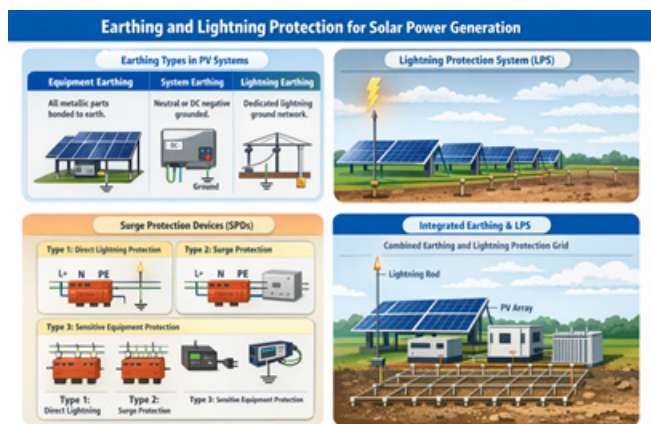 Earthing and Lightning Protection for Solar Power Generation
Earthing Types in PV Systems
Equipment Earthing
All metallic parts
bonded to earth.
System Earthing
Neutral or DC negative
grounded.
DC
Ground
Lightning Earthing
Dedicated lightning
ground network.
Lightning Protection System (LPS)
Surge Protection Devices (SPDs)
Type 1: Direct Lightning Protection
L+ N PE
Type 2: Surge Protection
L+ N PE
Type 3: Sensitive Equipment Protection
Type 1:
Direct Lightning
Type 2:
Surge Protection
Type 3: Sensitive Equipment Protection
Integrated Earthing & LPS
Combined Earthing and Lightning Protection Grid
Lightning Rod
PV Array